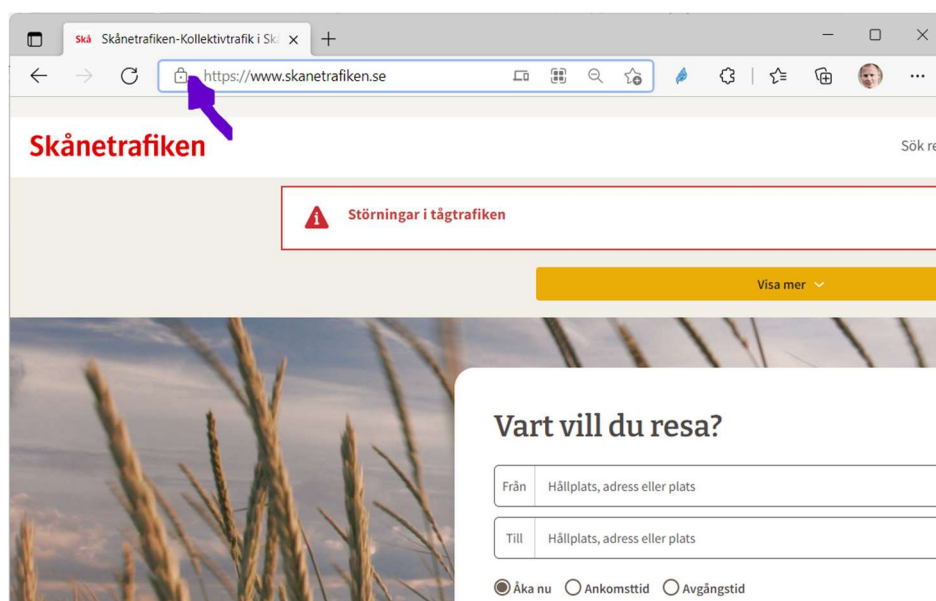 Skå Skånetrafiken-Kollektivtrafik i Sk
https://www.skanetrafiken.se
Skånetrafiken
Sök re
Störningar i tågtrafiken
Visa mer
Vart vill du resa?
Från Hållplats, adress eller plats
Till Hållplats, adress eller plats
Åka nu Ankomsttid Avgångstid